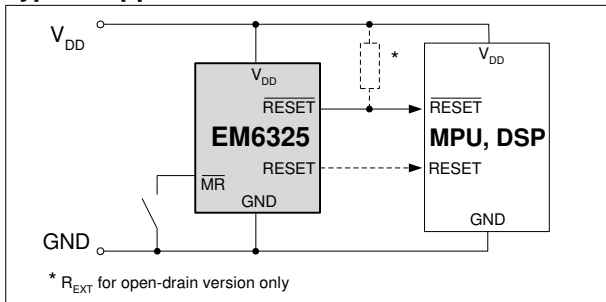 V_DD
*
V_DD
V_DD
RESET
RESET
EM6325
MPU, DSP
RESET
RESET
MR
GND
GND
GND
* R_EXT for open-drain version only